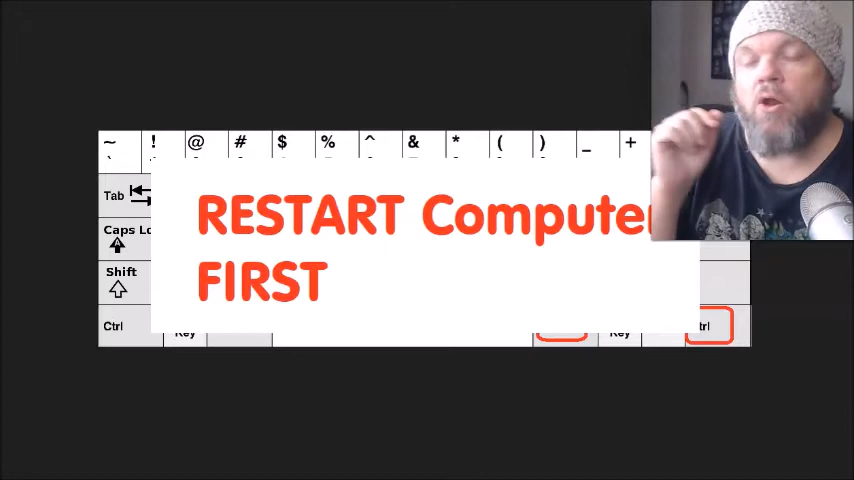 ~ ! @ # $ % ^ & * ( ) _ +
Tab
RESTART Computer
Caps Lo
FIRST
Shift
Ctrl
Key
Key
trl